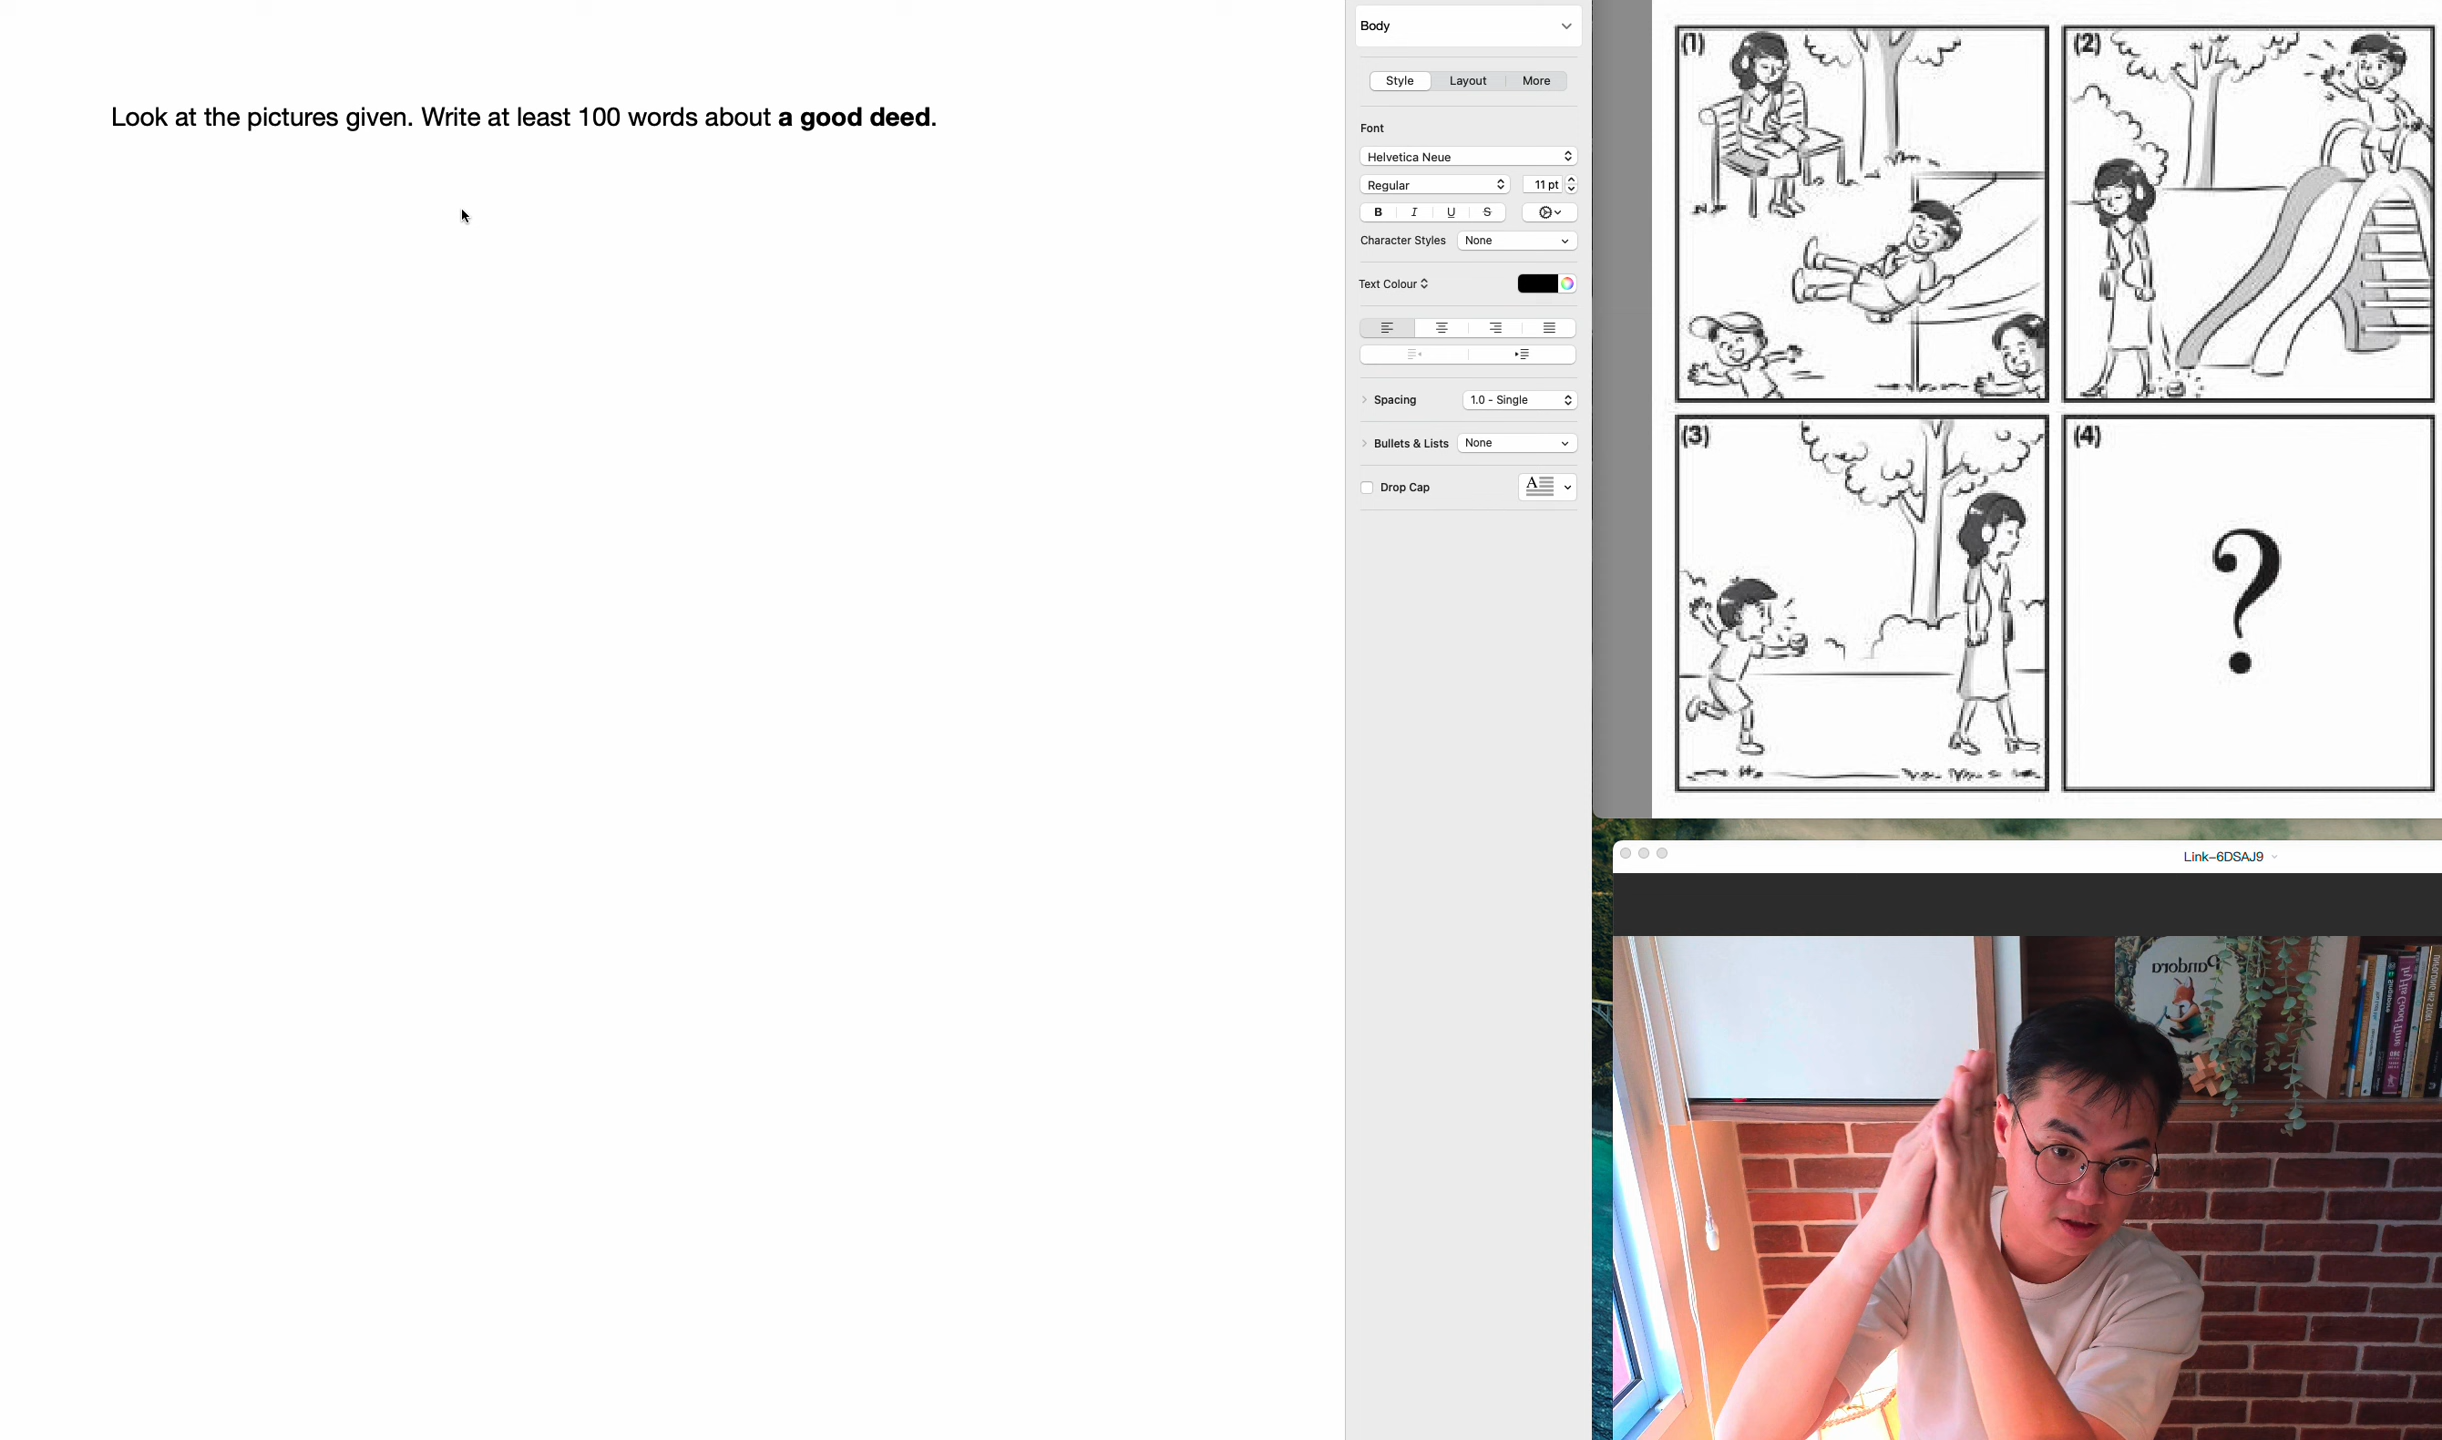 Look at the pictures given. Write at least 100 words about a good deed.
Body
Style Layout More
Font
Helvetica Neue
Regular 11 pt
B I U S
Character Styles None
Text Colour
Spacing 1.0 - Single
Bullets & Lists None
Drop Cap A
(1)
(2)
(3)
(4)
?
Link-6DSAJ9
Pandora